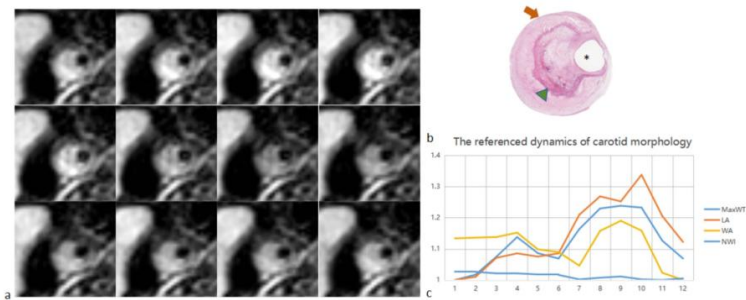 a
b
The referenced dynamics of carotid morphology
1,4
1,3
1,2
1,1
1
1 2 3 4 5 6 7 8 9 10 11 12
MaxWT
LA
WA
NWI
c